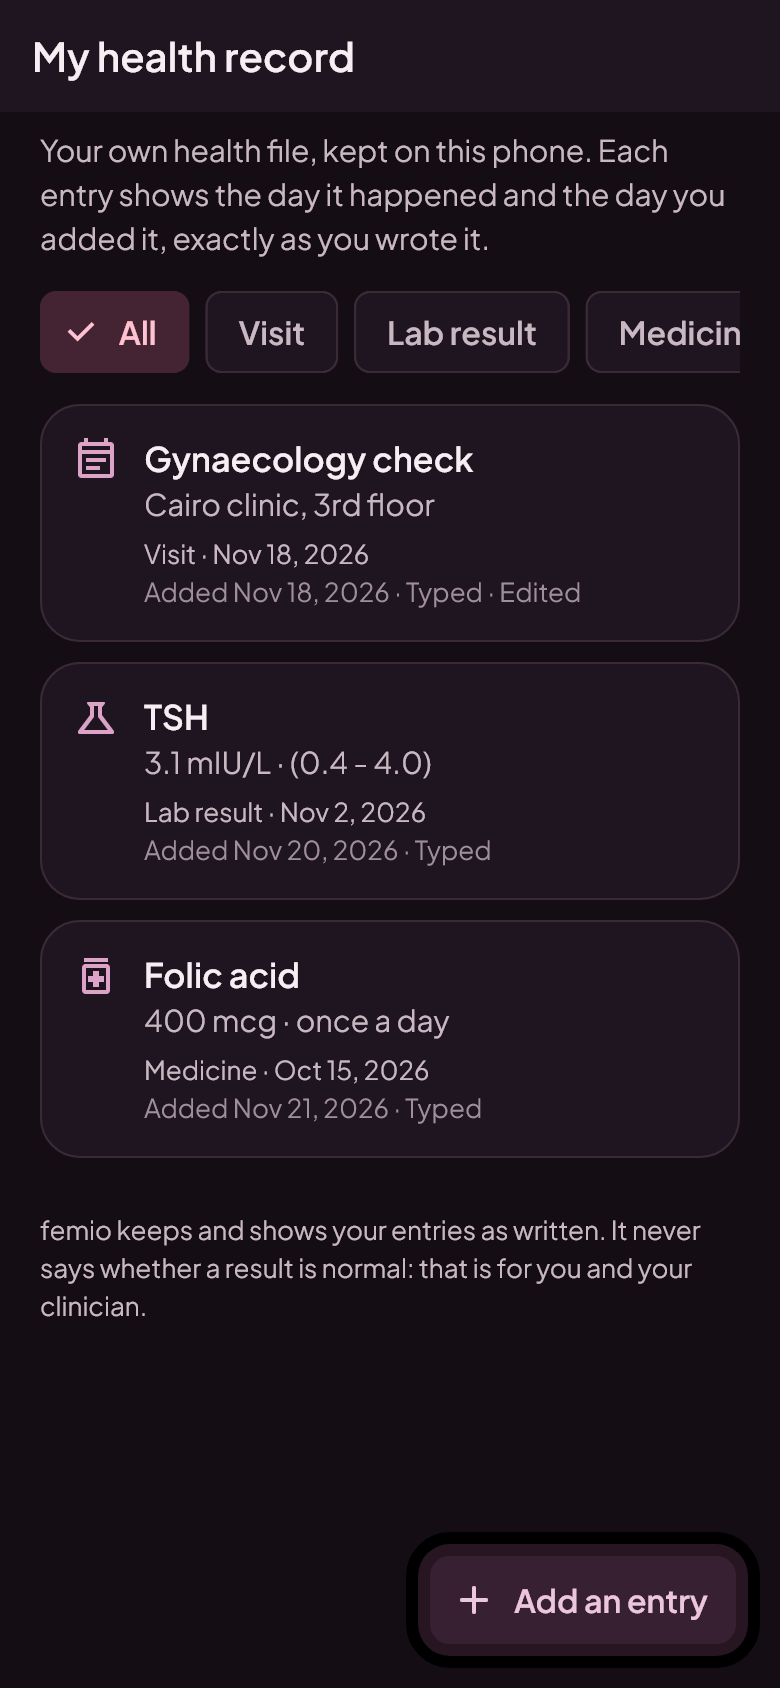 My health record
Your own health file, kept on this phone. Each
entry shows the day it happened and the day you
added it, exactly as you wrote it.
All
Visit
Lab result
Medicin
Gynaecology check
Cairo clinic, 3rd floor
Visit · Nov 18, 2026
Added Nov 18, 2026 · Typed · Edited
TSH
3.1 mIU/L · (0.4 – 4.0)
Lab result · Nov 2, 2026
Added Nov 20, 2026 · Typed
Folic acid
400 mcg · once a day
Medicine · Oct 15, 2026
Added Nov 21, 2026 · Typed
femio keeps and shows your entries as written. It never
says whether a result is normal: that is for you and your
clinician.
Add an entry